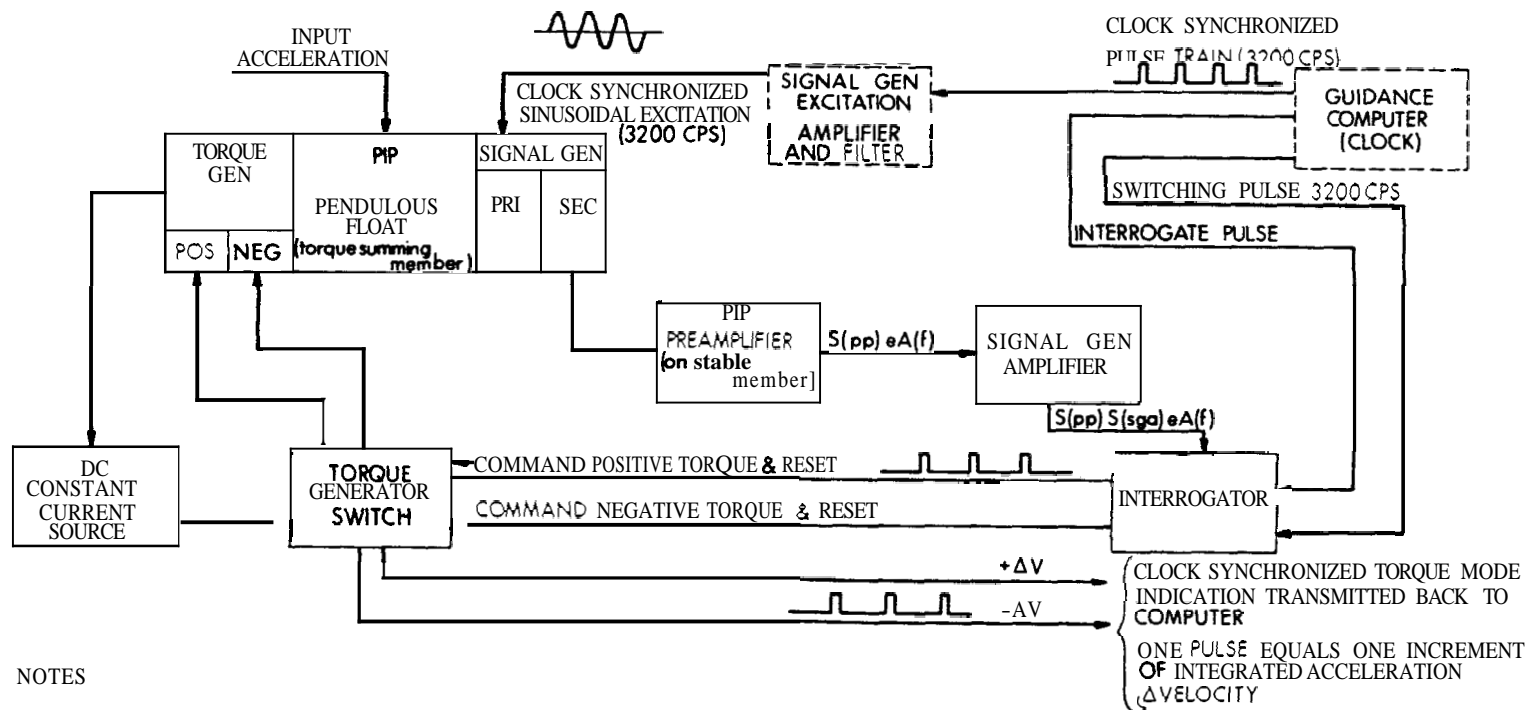 INPUT
ACCELERATION
CLOCK SYNCHRONIZED
PULSE TRAIN (3200 CPS)
CLOCK SYNCHRONIZED
SINUSOIDAL EXCITATION
(3200 CPS)
SIGNAL GEN
EXCITATION
AMPLIFIER
AND FILTER
GUIDANCE
COMPUTER
(CLOCK)
TORQUE
GEN
POS
NEG
PIP
PENDULOUS
FLOAT
(torque summing
member)
SIGNAL GEN
PRI
SEC
SWITCHING PULSE 3200 CPS
INTERROGATE PULSE
PIP
PREAMPLIFIER
(on stable
member]
S(pp) eA(f)
SIGNAL GEN
AMPLIFIER
S(pp) S(sga) eA(f)
DC
CONSTANT
CURRENT
SOURCE
TORQUE
GENERATOR
SWITCH
COMMAND POSITIVE TORQUE & RESET
COMMAND NEGATIVE TORQUE & RESET
INTERROGATOR
+ΔV
-AV
CLOCK SYNCHRONIZED TORQUE MODE
INDICATION TRANSMITTED BACK TO
COMPUTER
ONE PULSE EQUALS ONE INCREMENT
OF INTEGRATED ACCELERATION
ΔVELOCITY
NOTES